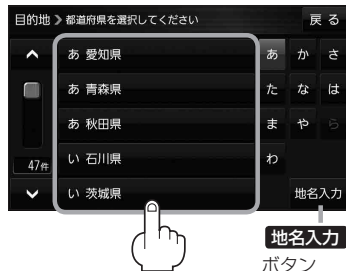 目的地 》都道府県を選択してください 戻る
あ 愛知県 あ か さ
あ 青森県 た な は
あ 秋田県 ま や ら
い 石川県 わ
47件
い 茨城県 地名入力
地名入力
ボタン